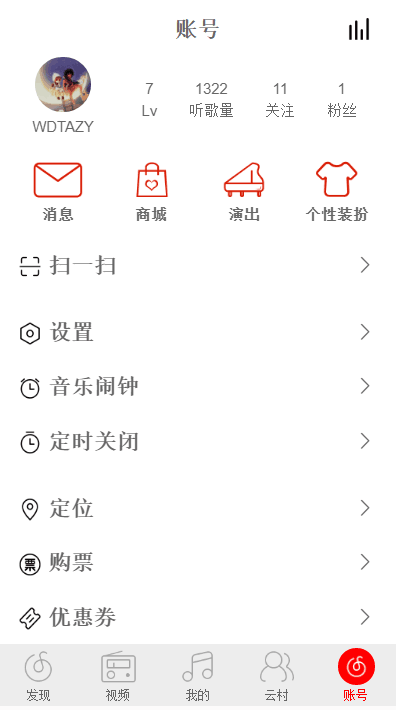 账号
7 1322 11 1
Lv 听歌量 关注 粉丝
WDTAZY
消息 商城 演出 个性装扮
扫一扫
设置
音乐闹钟
定时关闭
定位
票 购票
优惠券
发现 视频 我的 云村 账号